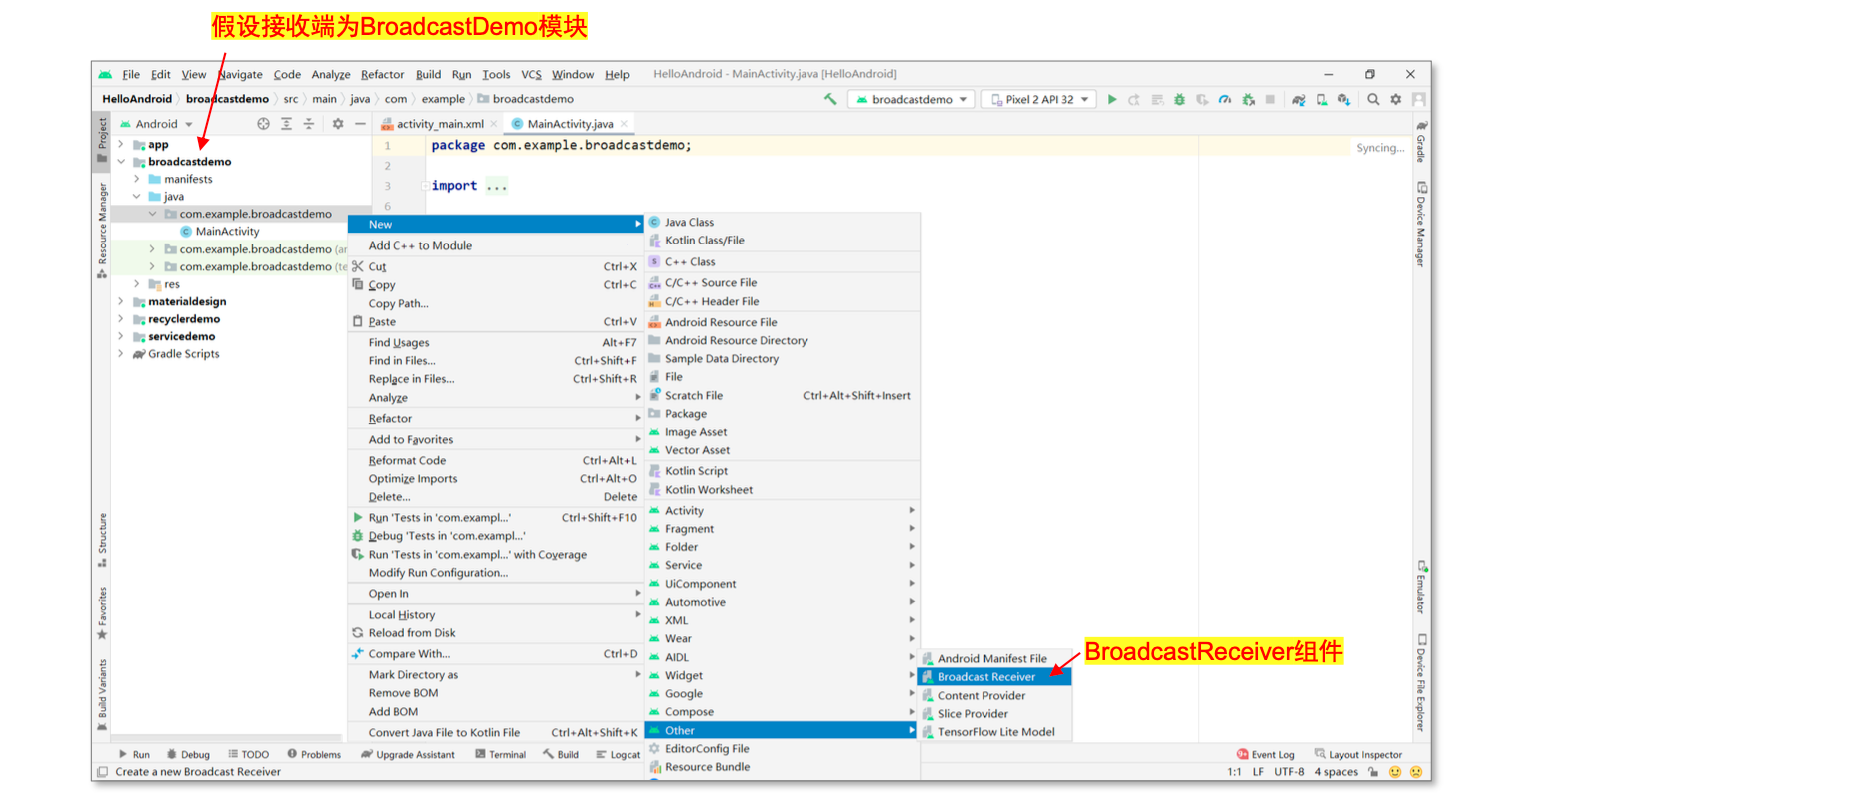 假设接收端为BroadcastDemo模块
File Edit View Navigate Code Analyze Refactor Build Run Tools VCS Window Help HelloAndroid - MainActivity.java [HelloAndroid]
HelloAndroid broadcastdemo src main java com example broadcastdemo
broadcastdemo Pixel 2 API 32
Project
Android
activity_main.xml MainActivity.java
app
broadcastdemo
manifests
java
com.example.broadcastdemo
MainActivity
com.example.broadcastdemo (ar
com.example.broadcastdemo (te
res
materialdesign
recyclerdemo
servicedemo
Gradle Scripts
Resource Manager
Structure
Favorites
Build Variants
1 package com.example.broadcastdemo;
2
3 import ...
6
Syncing...
Gradle
Device Manager
Emulator
Device File Explorer
New
Add C++ to Module
Cut Ctrl+X
Copy Ctrl+C
Copy Path...
Paste Ctrl+V
Find Usages Alt+F7
Find in Files... Ctrl+Shift+F
Replace in Files... Ctrl+Shift+R
Analyze
Refactor
Add to Favorites
Reformat Code Ctrl+Alt+L
Optimize Imports Ctrl+Alt+O
Delete... Delete
Run 'Tests in 'com.exampl...' Ctrl+Shift+F10
Debug 'Tests in 'com.exampl...'
Run 'Tests in 'com.exampl...' with Coverage
Modify Run Configuration...
Open In
Local History
Reload from Disk
Compare With... Ctrl+D
Mark Directory as
Remove BOM
Add BOM
Convert Java File to Kotlin File Ctrl+Alt+Shift+K
Java Class
Kotlin Class/File
C++ Class
C/C++ Source File
C/C++ Header File
Android Resource File
Android Resource Directory
Sample Data Directory
File
Scratch File Ctrl+Alt+Shift+Insert
Package
Image Asset
Vector Asset
Kotlin Script
Kotlin Worksheet
Activity
Fragment
Folder
Service
UiComponent
Automotive
XML
Wear
AIDL
Widget
Google
Compose
Other
EditorConfig File
Resource Bundle
Android Manifest File
Broadcast Receiver
Content Provider
Slice Provider
TensorFlow Lite Model
BroadcastReceiver组件
Run Debug TODO Problems Upgrade Assistant Terminal Build Logcat Event Log Layout Inspector
Create a new Broadcast Receiver 1:1 LF UTF-8 4 spaces